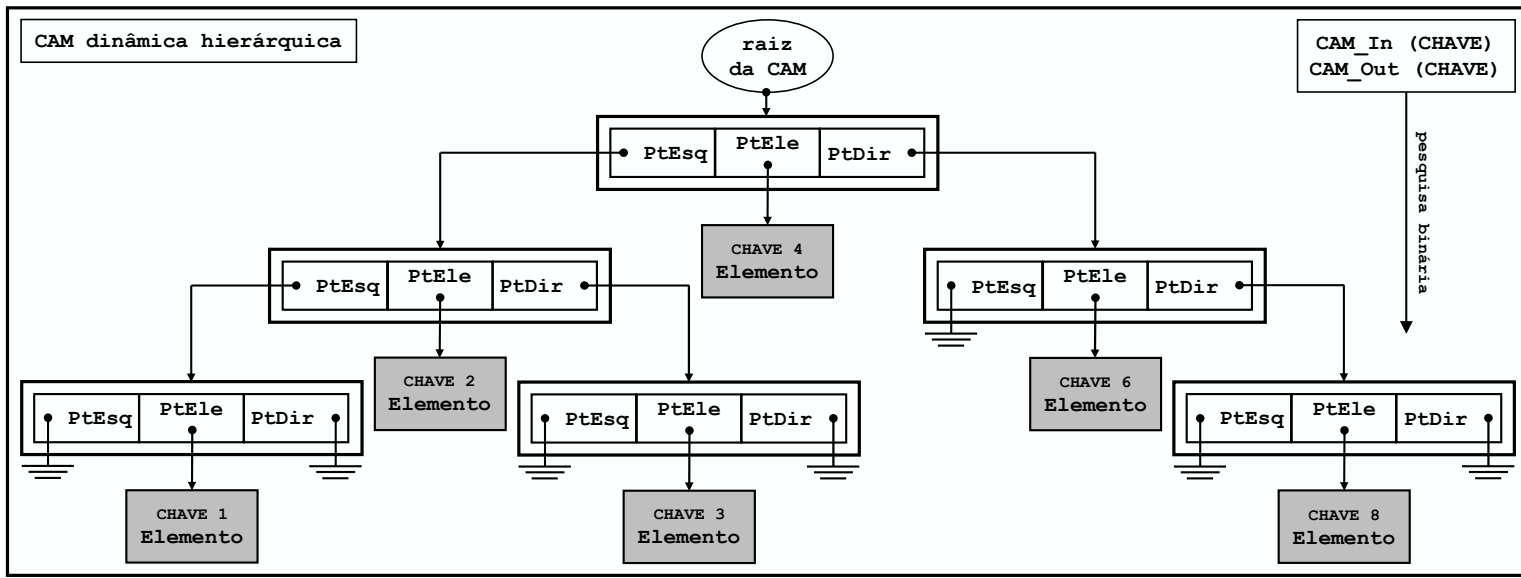 CAM dinâmica hierárquica
raiz
da CAM
CAM_In (CHAVE)
CAM_Out (CHAVE)
pesquisa binária
PtEsq PtEle PtDir
CHAVE 4
Elemento
PtEsq PtEle PtDir
PtEsq PtEle PtDir
CHAVE 2
Elemento
CHAVE 6
Elemento
PtEsq PtEle PtDir
PtEsq PtEle PtDir
PtEsq PtEle PtDir
CHAVE 1
Elemento
CHAVE 3
Elemento
CHAVE 8
Elemento